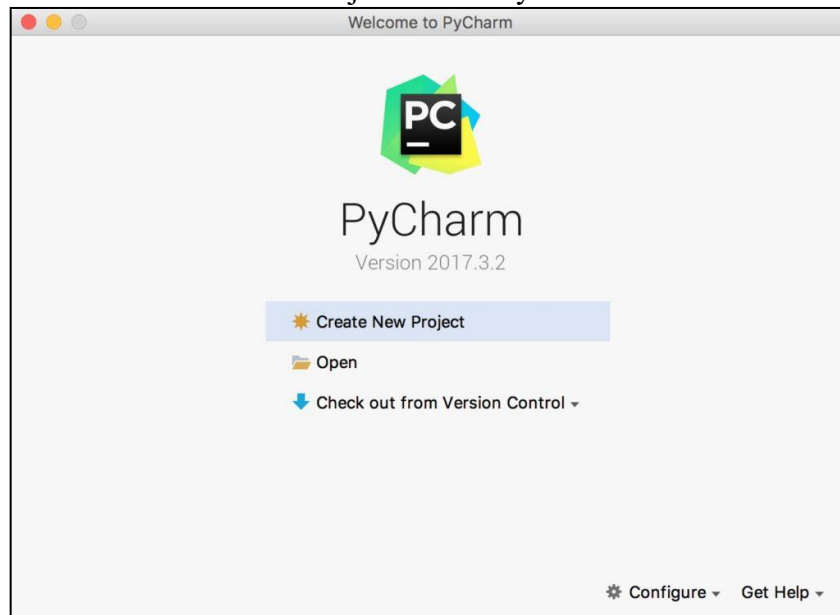 Welcome to PyCharm
PC
PyCharm
Version 2017.3.2
Create New Project
Open
Check out from Version Control
Configure
Get Help